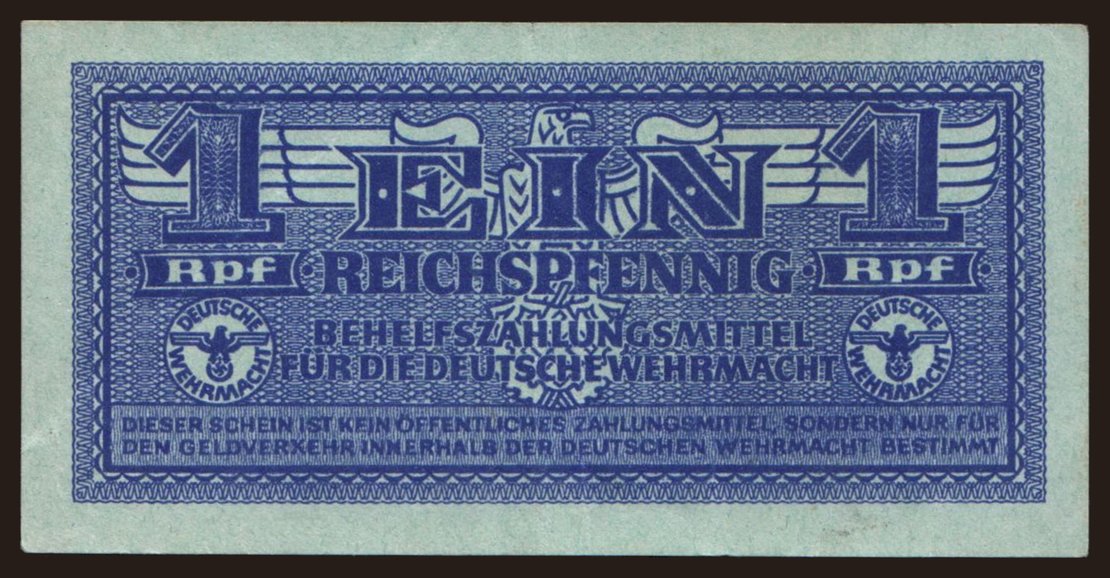 1 EIN 1
Rpf REICHSPFENNIG Rpf
DEUTSCHE WEHRMACHT
BEHELFSZAHLUNGSMITTEL
FÜR DIE DEUTSCHE WEHRMACHT
DEUTSCHE WEHRMACHT
DIESER SCHEIN IST KEIN ÖFFENTLICHES ZAHLUNGSMITTEL, SONDERN NUR FÜR
DEN GELDVERKEHR INNERHALB DER DEUTSCHEN WEHRMACHT BESTIMMT